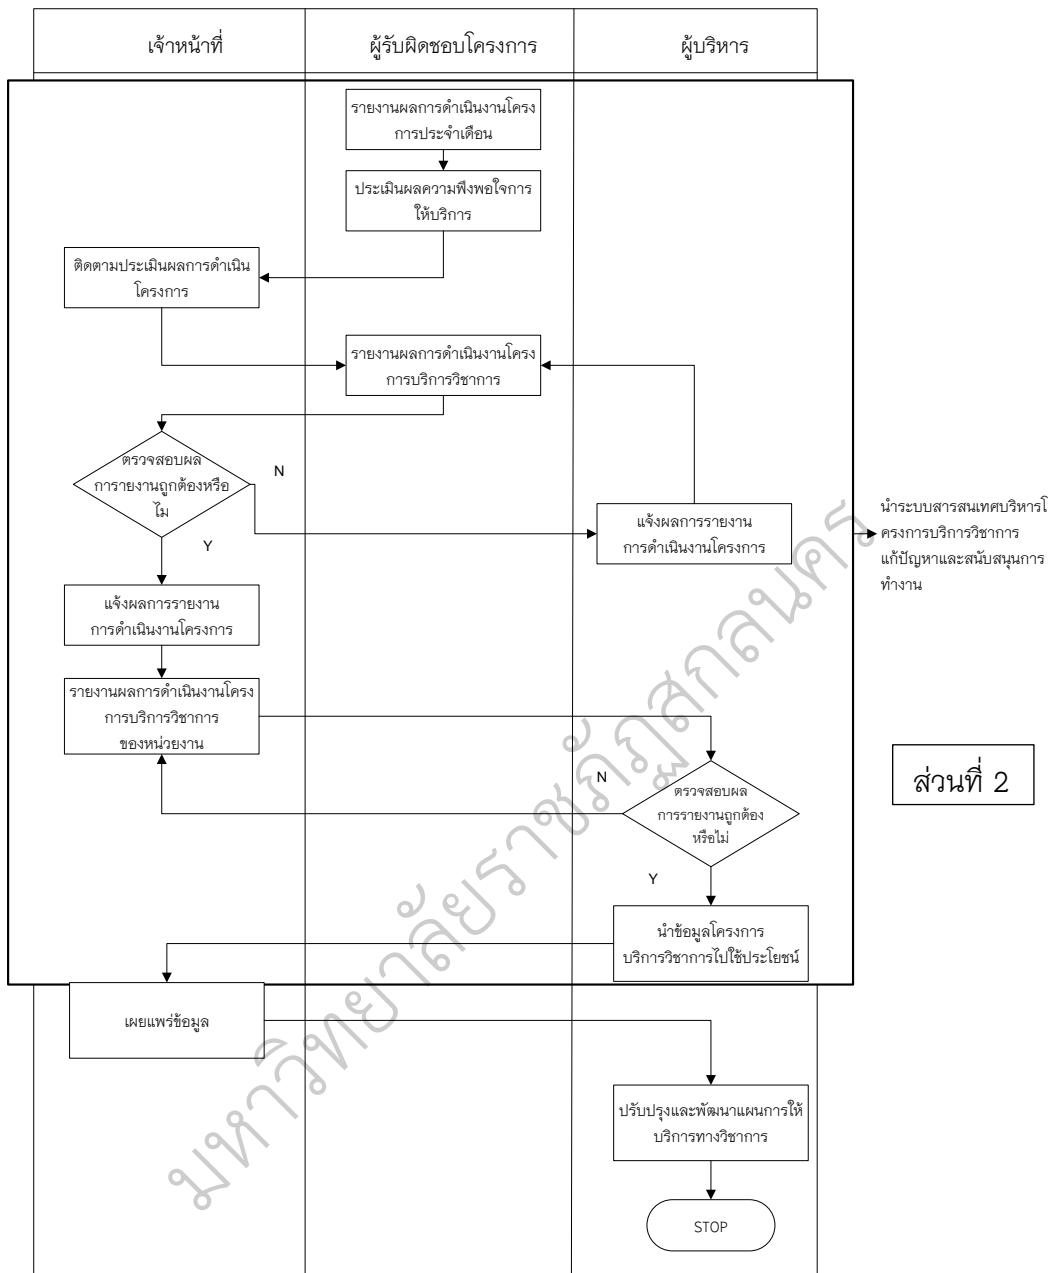 เจ้าหน้าที่
ผู้รับผิดชอบโครงการ
ผู้บริหาร
รายงานผลการดำเนินงานโครง
การประจำเดือน
ประเมินผลความพึงพอใจการ
ให้บริการ
ติดตามประเมินผลการดำเนิน
โครงการ
รายงานผลการดำเนินงานโครง
การบริการวิชาการ
ตรวจสอบผล
การายงานถูกต้องหรือ
ไม
N
Y
แจ้งผลการรายงาน
การดำเนินงานโครงการ
นำระบบสารสนเทศบริหารโ
ครงการบริการวิชาการ
แก้ปัญหาและสนับสนุนการ
ทำงาน
แจ้งผลการรายงาน
การดำเนินงานโครงการ
รายงานผลการดำเนินงานโครง
การบริการวิชาการ
ของหน่วยงาน
N
ตรวจสอบผล
การรายงานถูกต้อง
หรือไม่
Y
ส่วนที่ 2
นำข้อมูลโครงการ
บริการวิชาการไปใช้ประโยชน์
เผยแพร่ข้อมูล
ปรับปรุงและพัฒนาแผนการให้
บริการทางวิชาการ
STOP
มหาวิทยาลัยราชภัฏสกลนคร